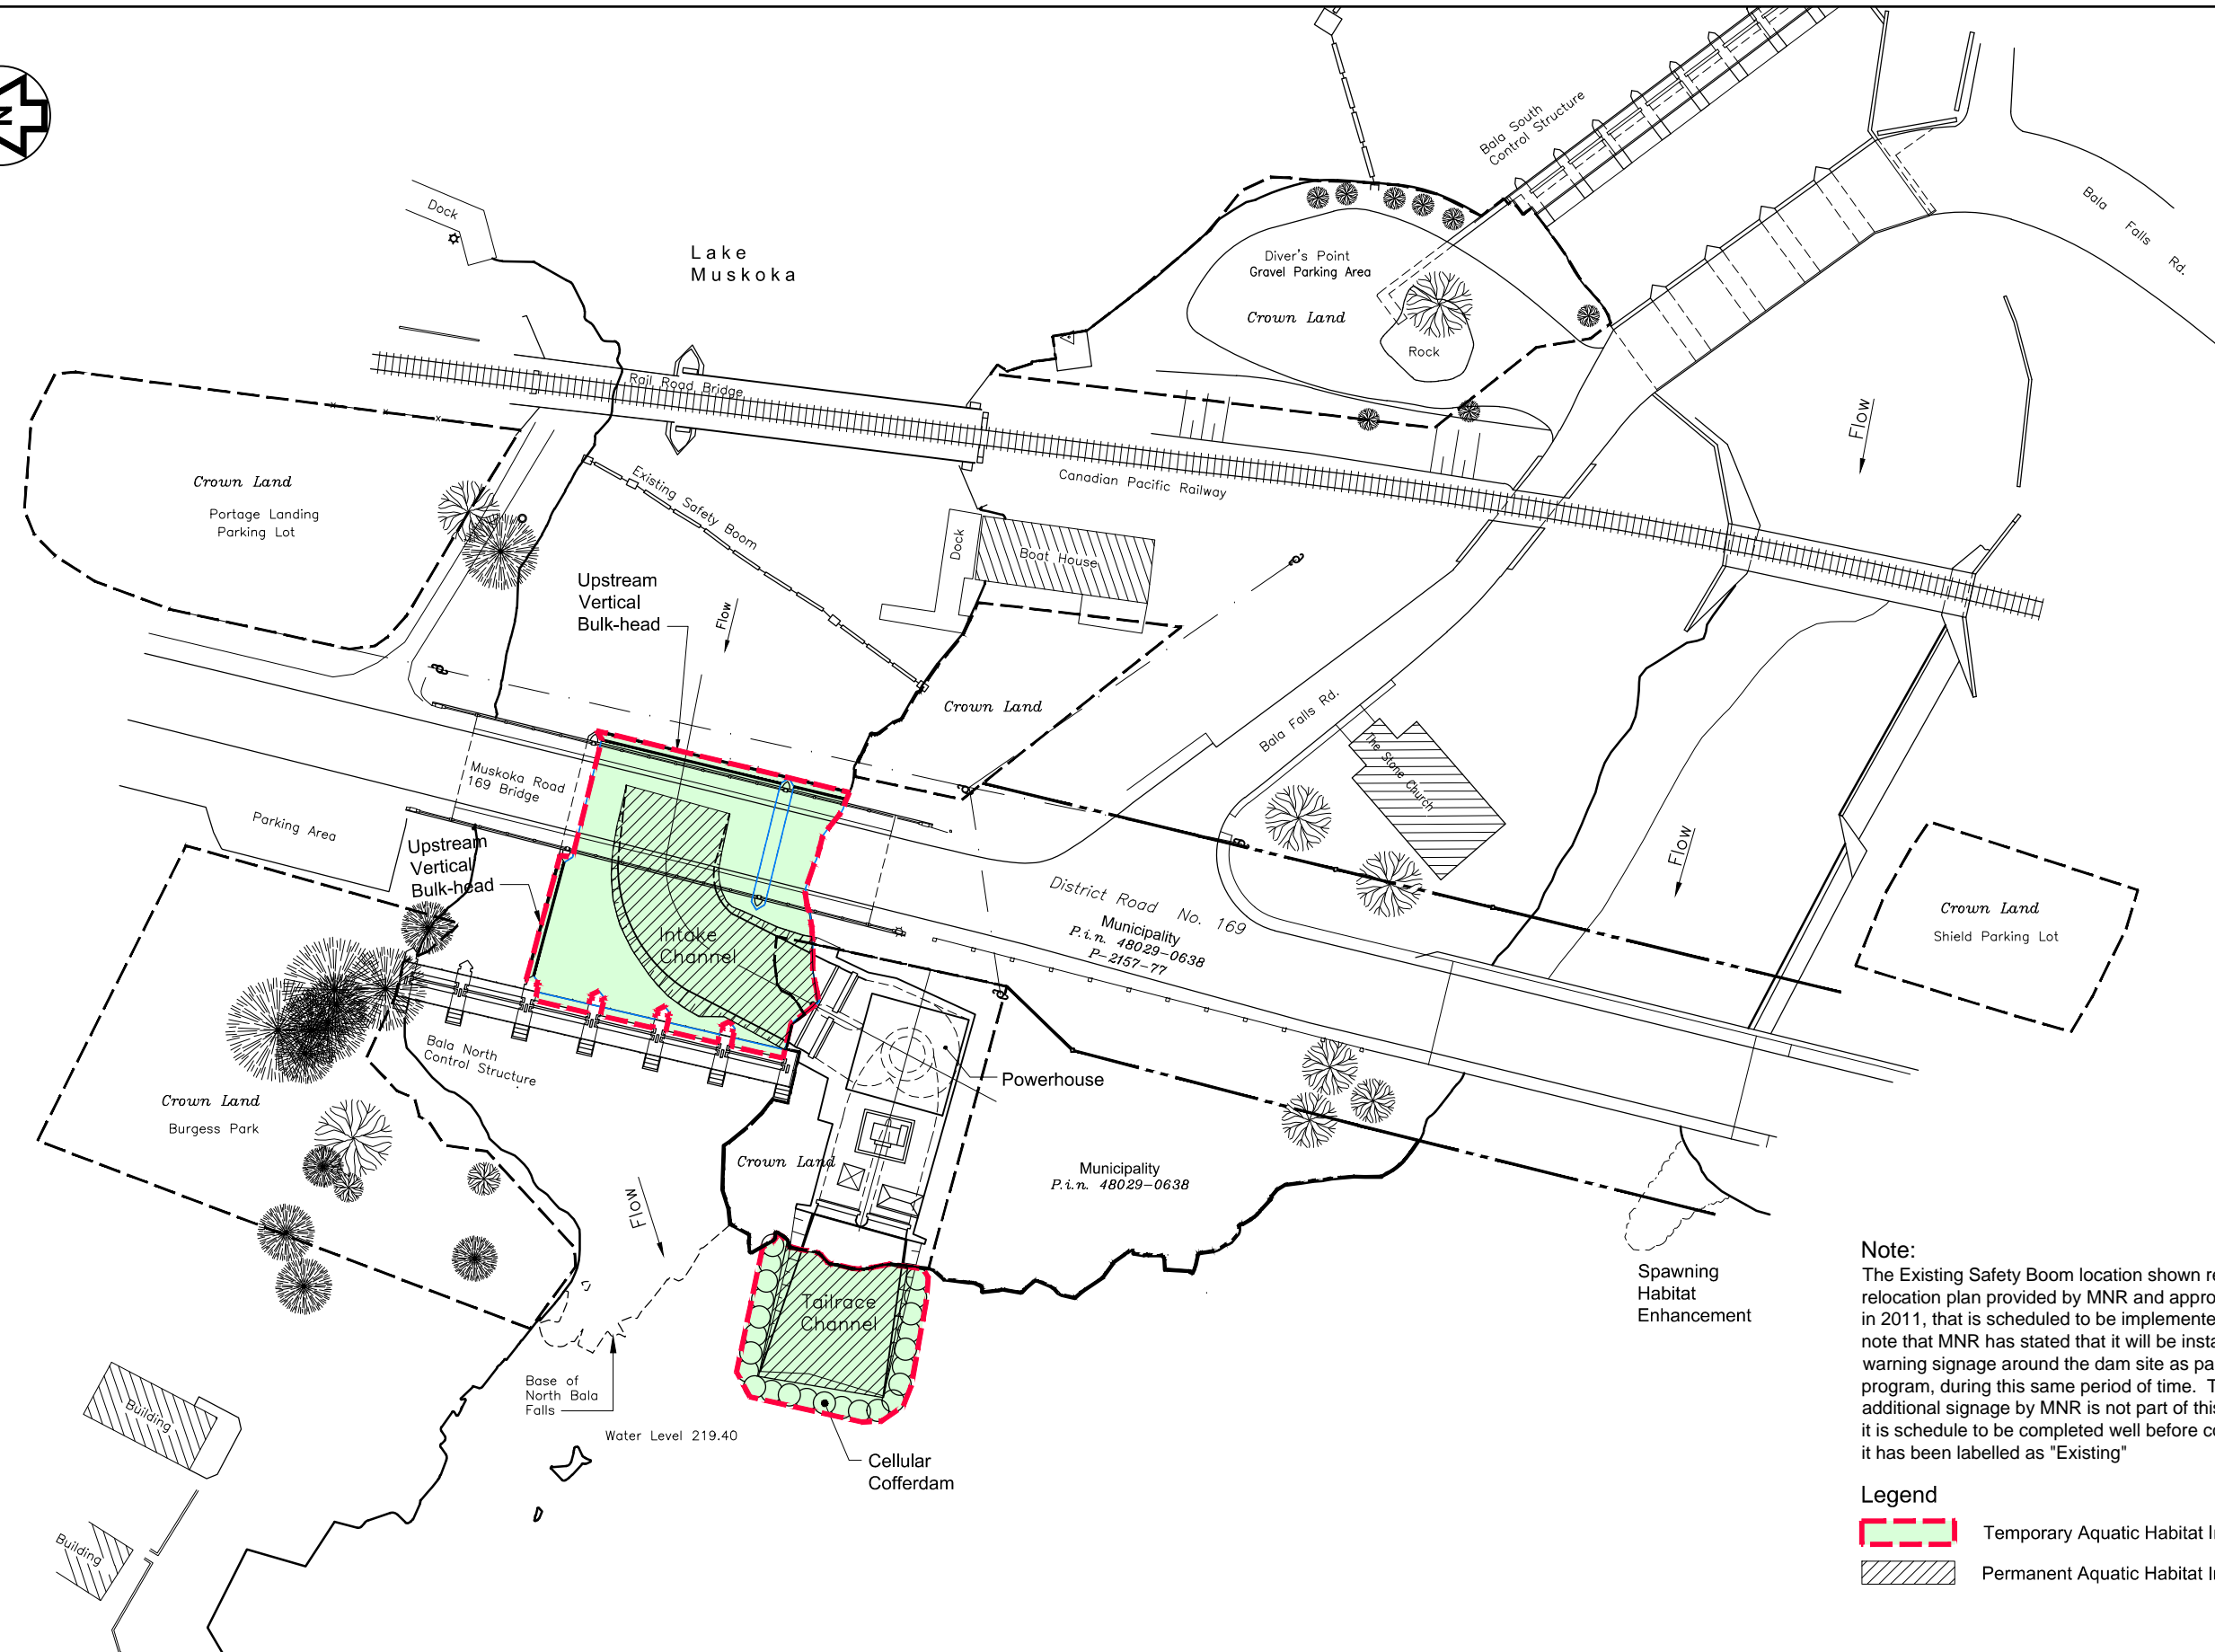 N
Dock
Lake
Muskoka
Bala South
Control Structure
Bala
Falls
Rd.
Diver's Point
Gravel Parking Area
Crown Land
Rock
Rail Road Bridge
Flow
Crown Land
Portage Landing
Parking Lot
Existing Safety Boom
Canadian Pacific Railway
Dock
Boat House
Upstream
Vertical
Bulk-head
Flow
Crown Land
Bala Falls Rd.
The Stone Church
Muskoka Road
169 Bridge
Parking Area
Upstream
Vertical
Bulk-head
Flow
District Road No. 169
Municipality
P.i.n. 48029-0638
P-2157-77
Crown Land
Shield Parking Lot
Intake
Channel
Bala North
Control Structure
Powerhouse
Crown Land
Burgess Park
Crown Land
Municipality
P.i.n. 48029-0638
Flow
Spawning
Habitat
Enhancement
Tailrace
Channel
Base of
North Bala
Falls
Water Level 219.40
Cellular
Cofferdam
Building
Building
Note:
The Existing Safety Boom location shown
relocation plan provided by MNR and
in 2011, that is scheduled to be
note that MNR has stated that it will be
warning signage around the dam site as
program, during this same period of time.
additional signage by MNR is not part of
it is schedule to be completed well before
it has been labelled as "Existing"
Legend
Temporary Aquatic Habitat
Permanent Aquatic Habitat